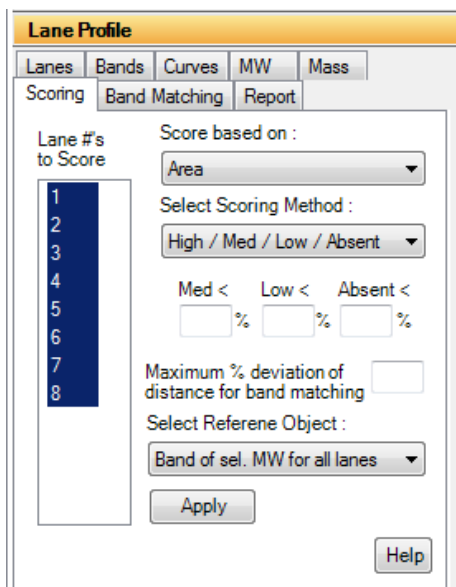 Lane Profile
Lanes Bands Curves MW Mass
Scoring Band Matching Report
Lane #'s
to Score
1
2
3
4
5
6
7
8
Score based on :
Area
Select Scoring Method :
High / Med / Low / Absent
Med < Low < Absent <
% % %
Maximum % deviation of
distance for band matching
Select Referene Object :
Band of sel. MW for all lanes
Apply
Help